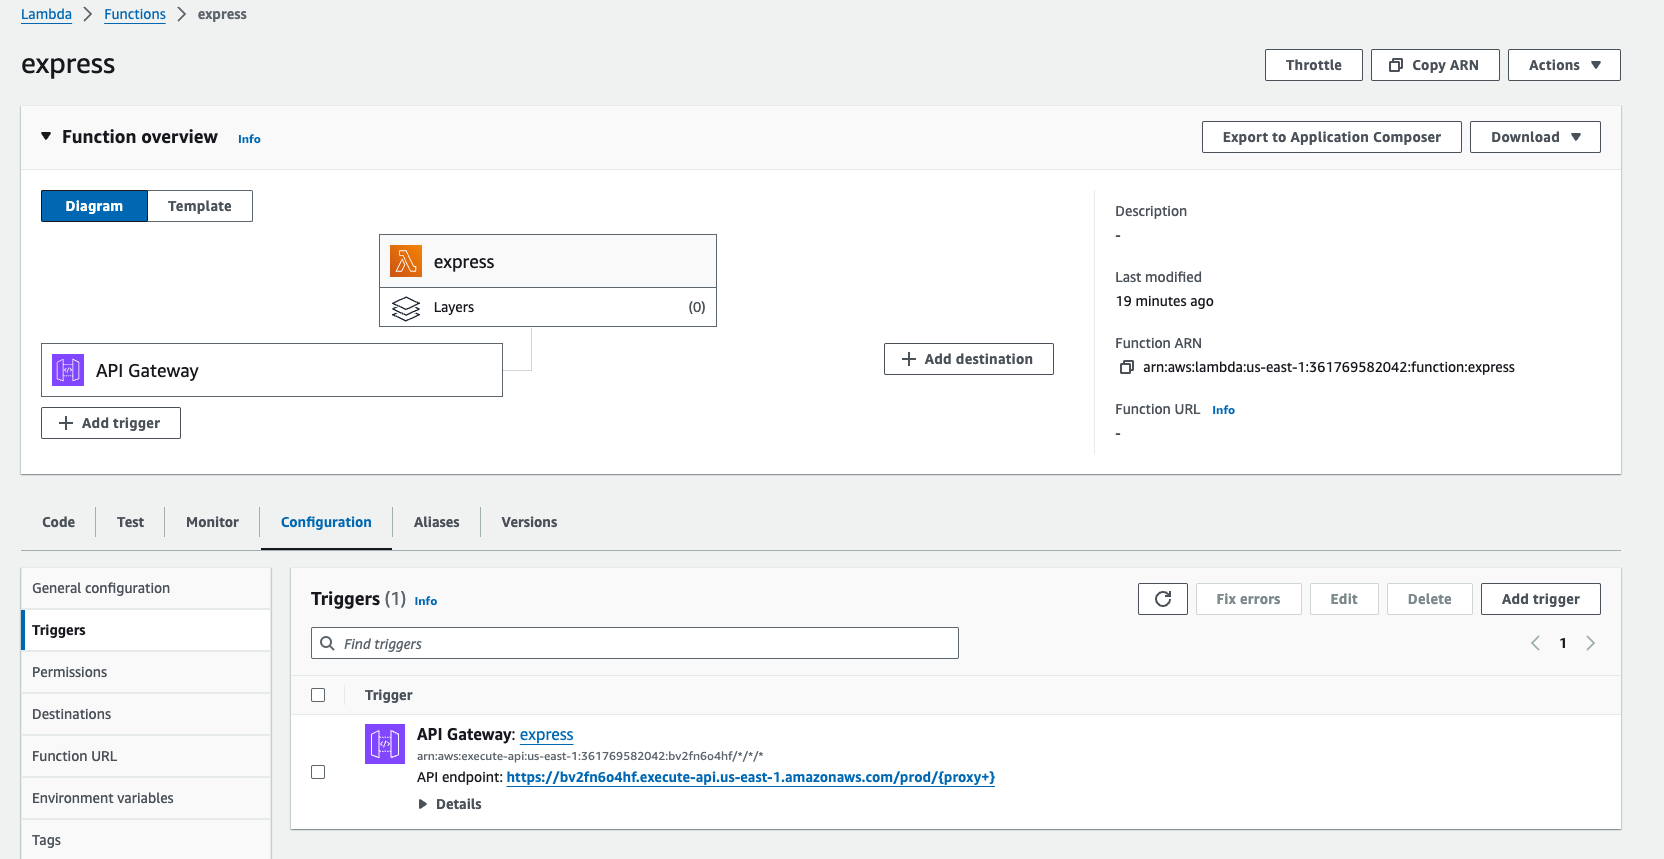 Lambda > Functions > express
express
Throttle Copy ARN Actions
Function overview Info
Export to Application Composer Download
Diagram Template
express
Layers (0)
API Gateway
+ Add trigger
+ Add destination
Description
-
Last modified
19 minutes ago
Function ARN
arn:aws:lambda:us-east-1:361769582042:function:express
Function URL Info
-
Code Test Monitor Configuration Aliases Versions
General configuration
Triggers
Permissions
Destinations
Function URL
Environment variables
Tags
Triggers (1) Info
Fix errors Edit Delete Add trigger
Find triggers
1
Trigger
API Gateway: express
arn:aws:execute-api:us-east-1:361769582042:bv2fn6o4hf/*/*/*
API endpoint: https://bv2fn6o4hf.execute-api.us-east-1.amazonaws.com/prod/{proxy+}
Details